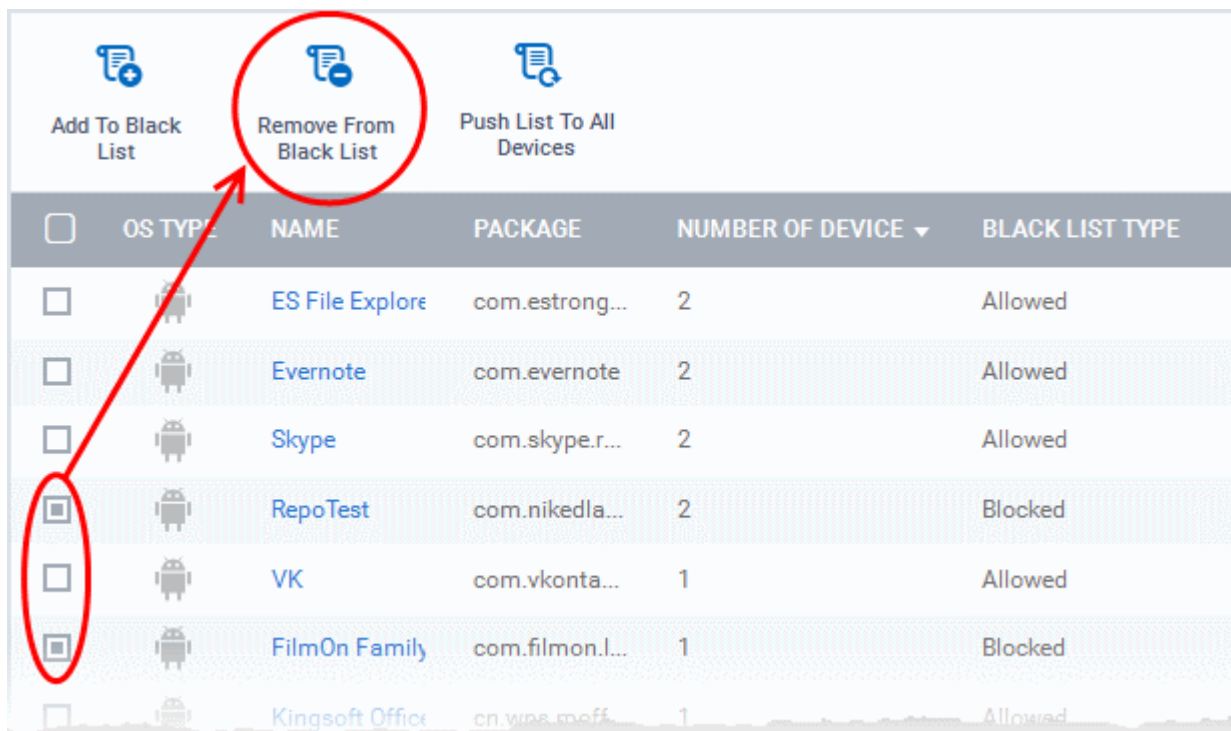 Add To Black
List
Remove From
Black List
Push List To All
Devices
OS TYPE NAME PACKAGE NUMBER OF DEVICE BLACK LIST TYPE
ES File Explore com.estrong... 2 Allowed
Evernote com.evernote 2 Allowed
Skype com.skype.r... 2 Allowed
RepoTest com.nikedla... 2 Blocked
VK com.vkonta... 1 Allowed
FilmOn Family com.filmon.l... 1 Blocked
Kingsoft Office cn.wps.moff... 1 Allowed